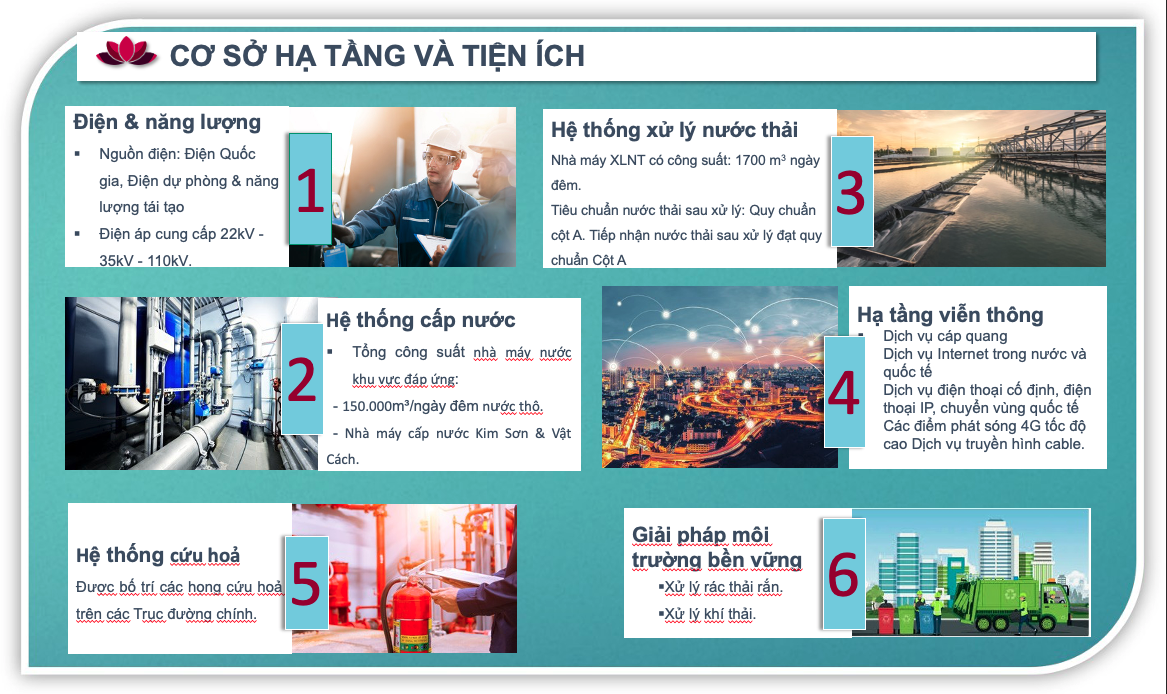 CƠ SỞ HẠ TẦNG VÀ TIỆN ÍCH
Điện & năng lượng
▪ Nguồn điện: Điện Quốc
gia, Điện dự phòng & năng
lượng tái tạo
▪ Điện áp cung cấp 22kV -
35kV - 110kV.
1
Hệ thống cấp nước
▪ Tổng công suất nhà máy nước
khu vực đáp ứng:
- 150.000m³/ngày đêm nước thô.
- Nhà máy cấp nước Kim Sơn & Vật
Cách.
2
Hệ thống xử lý nước thải
Nhà máy XLNT có công suất: 1700 m³ ngày
đêm.
Tiêu chuẩn nước thải sau xử lý: Quy chuẩn
cột A. Tiếp nhận nước thải sau xử lý đạt quy
chuẩn Cột A
3
Hạ tầng viễn thông
▪ Dịch vụ cáp quang
Dịch vụ Internet trong nước và
quốc tế
Dịch vụ điện thoại cố định, điện
thoại IP, chuyển vùng quốc tế
Các điểm phát sóng 4G tốc độ
cao Dịch vụ truyền hình cable.
4
Hệ thống cứu hoả
Được bố trí các họng cứu hoả
trên các Trục đường chính.
5
Giải pháp môi
trường bền vững
▪Xử lý rác thải rắn.
▪Xử lý khí thải.
6